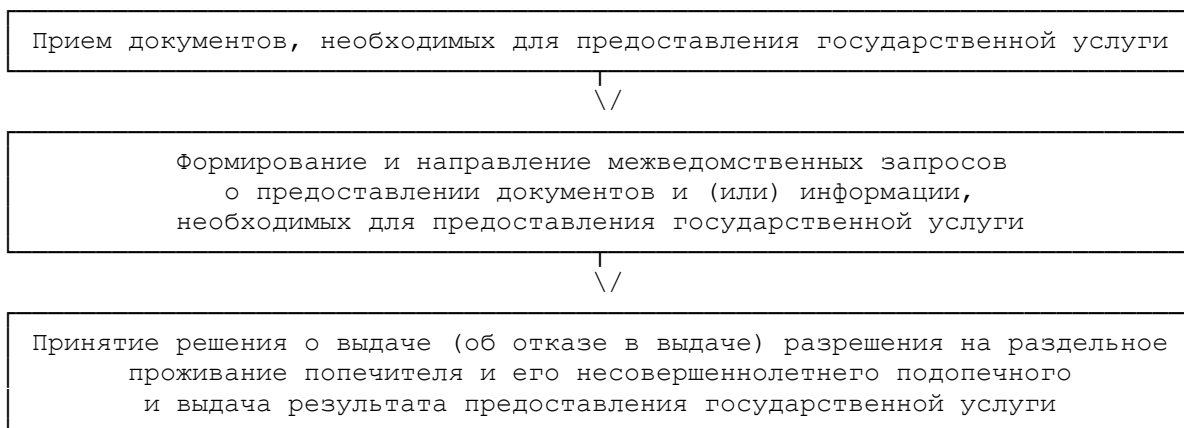 Прием документов, необходимых для предоставления государственной услуги
\/
Формирование и направление межведомственных запросов
о предоставлении документов и (или) информации,
необходимых для предоставления государственной услуги
\/
Принятие решения о выдаче (об отказе в выдаче) разрешения на раздельное
проживание попечителя и его несовершеннолетнего подопечного
и выдача результата предоставления государственной услуги